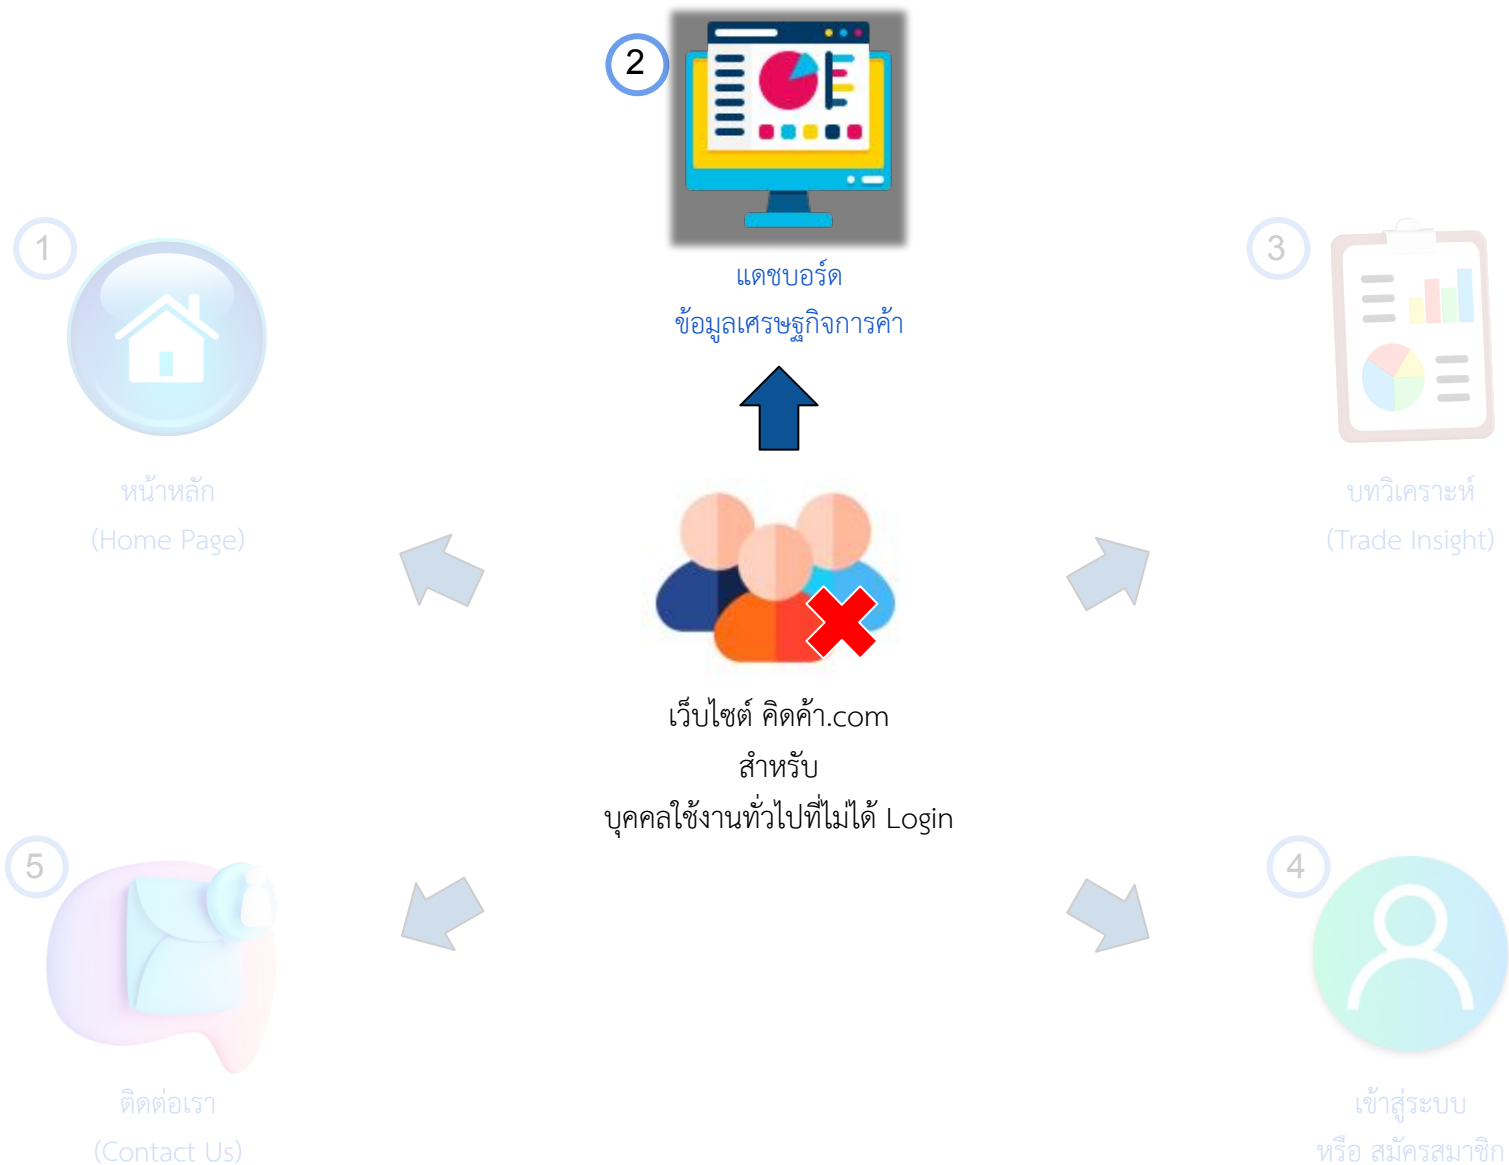 2
แดชบอร์ด
ข้อมูลเศรษฐกิจการค้า
1
หน้าหลัก
(Home Page)
3
บทวิเคราะห์
(Trade Insight)
เว็บไซต์ คิดค้า.com
สำหรับ
บุคคลใช้งานทั่วไปที่ไม่ได้ Login
5
ติดต่อเรา
(Contact Us)
4
เข้าสู่ระบบ
หรือ สมัครสมาชิก